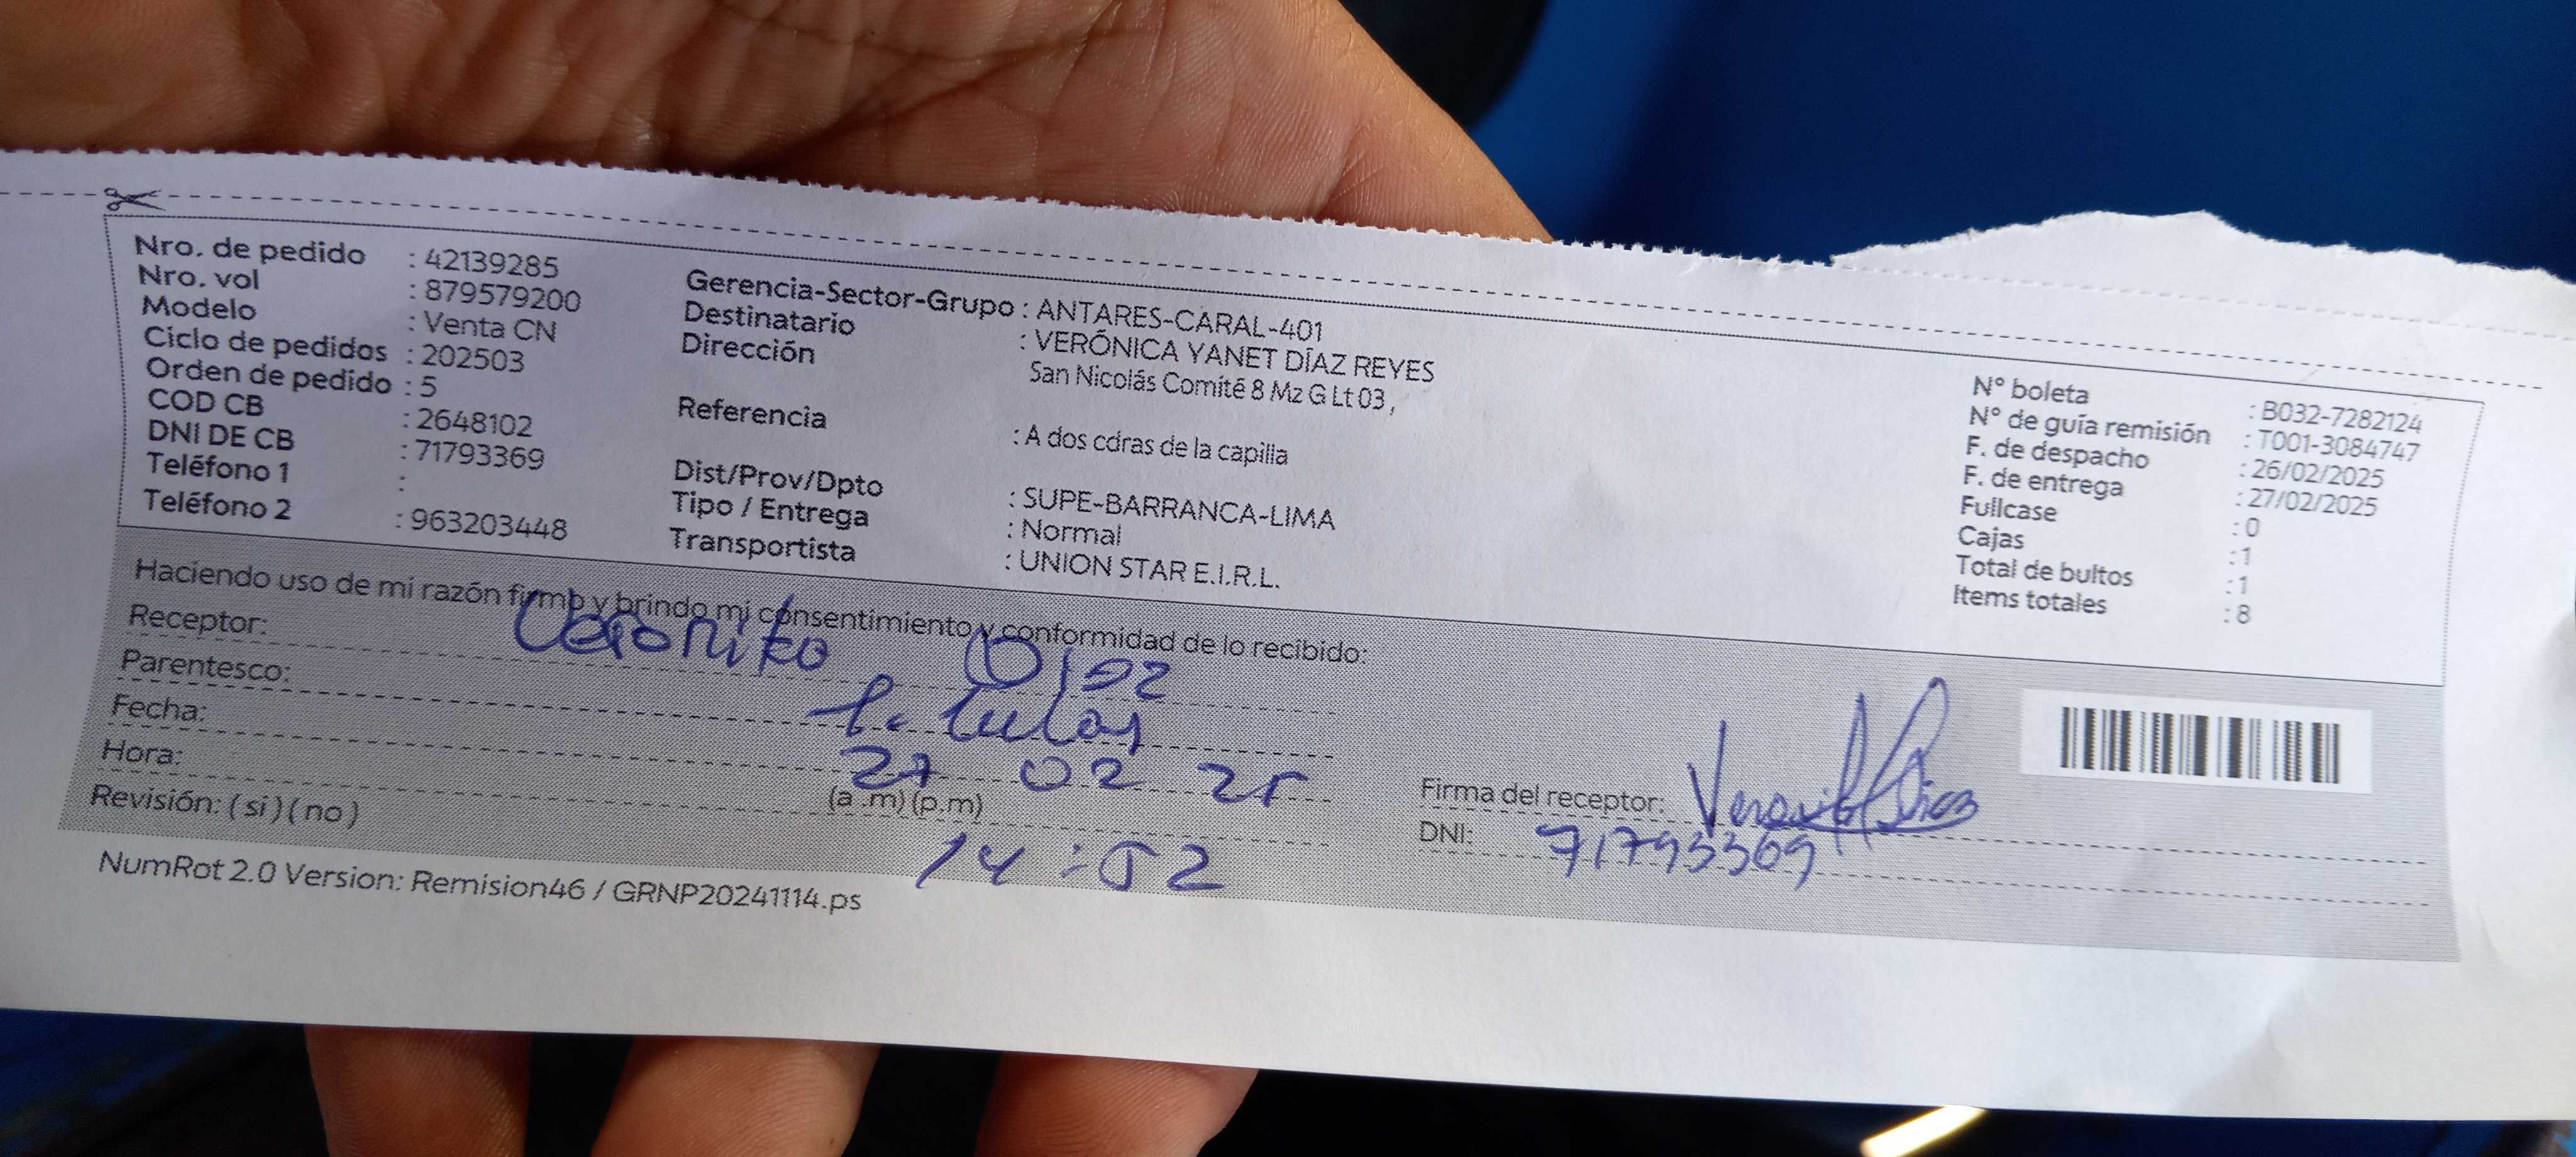 Nro. de pedido : 42139285
Nro. vol : 879579200
Modelo : Venta CN
Ciclo de pedidos : 202503
Orden de pedido : 5
COD CB : 2648102
DNI DE CB : 71793369
Teléfono 1 :
Teléfono 2 : 963203448
Gerencia-Sector-Grupo : ANTARES-CARAL-401
Destinatario : VERÓNICA YANET DÍAZ REYES
Dirección San Nicolás Comité 8 Mz G Lt 03 ,
Referencia : A dos cdras de la capilla
Dist/Prov/Dpto : SUPE-BARRANCA-LIMA
Tipo / Entrega : Normal
Transportista : UNION STAR E.I.R.L.
N° boleta : B032-7282124
N° de guía remisión : T001-3084747
F. de despacho : 26/02/2025
F. de entrega : 27/02/2025
Fullcase : 0
Cajas : 1
Total de bultos : 1
Items totales : 8
Haciendo uso de mi razón firmo y brindo mi consentimiento y conformidad de lo recibido:
Receptor: Veronika Diaz
Parentesco:
Fecha: 27 02 25
Hora: (a .m) (p.m) 14:52
Revisión: ( si ) ( no )
Firma del receptor:
DNI: 71793369
NumRot 2.0 Version: Remision46 / GRNP20241114.ps